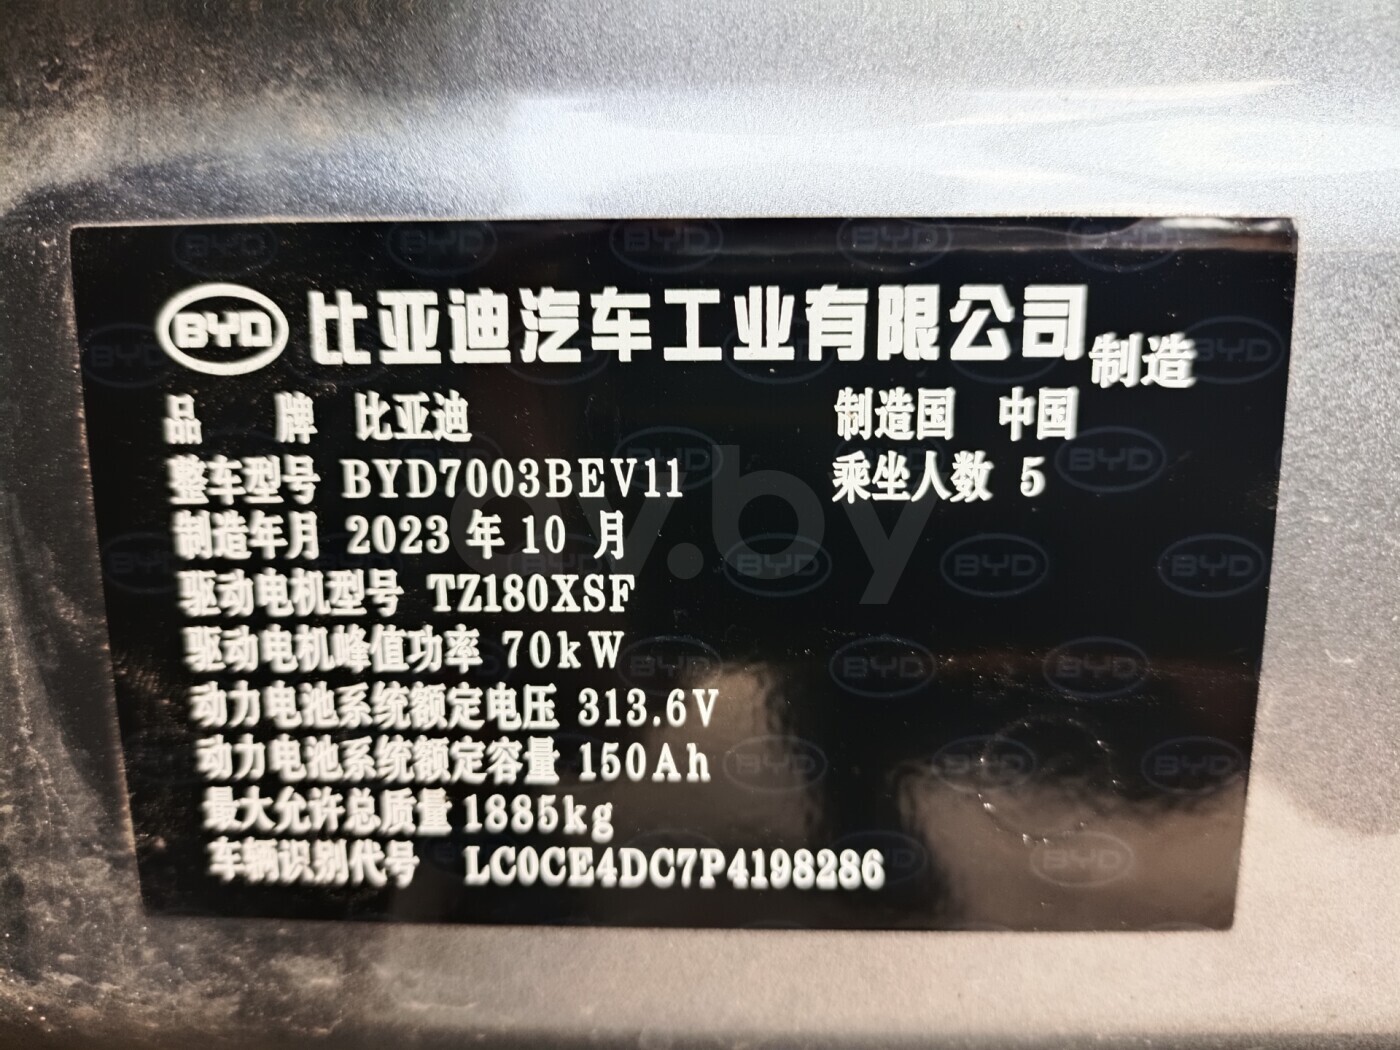 BYD 比亚迪汽车工业有限公司 制造
品 牌 比亚迪 制造国 中国
整车型号 BYD7003BEV11 乘坐人数 5
制造年月 2023 年 10 月
驱动电机型号 TZ180XSF
驱动电机峰值功率 70kW
动力电池系统额定电压 313.6V
动力电池系统额定容量 150Ah
最大允许总质量 1885kg
车辆识别代号 LC0CE4DC7P4198286
av.by